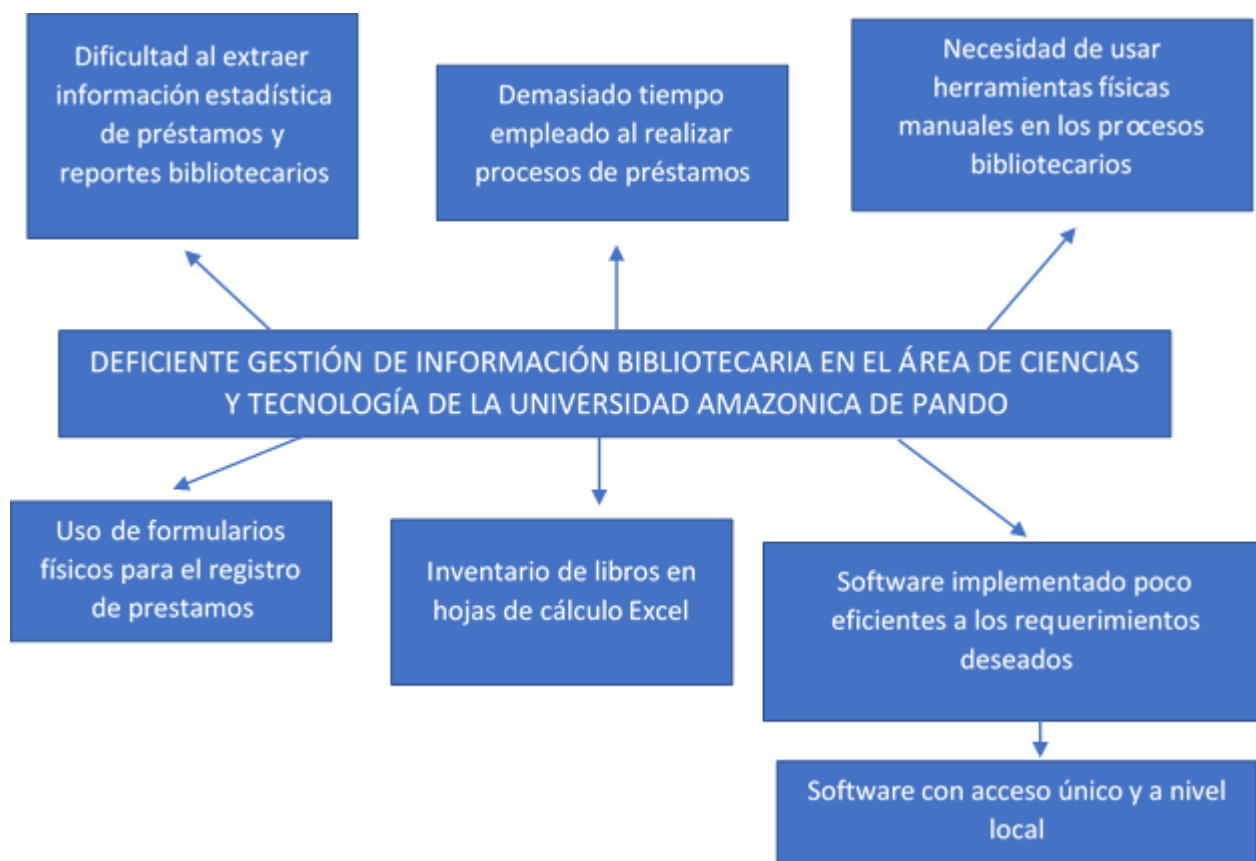 Dificultad al extraer
información estadística
de préstamos y
reportes bibliotecarios
Demasiado tiempo
empleado al realizar
procesos de préstamos
Necesidad de usar
herramientas físicas
manuales en los procesos
bibliotecarios
DEFICIENTE GESTIÓN DE INFORMACIÓN BIBLIOTECARIA EN EL ÁREA DE CIENCIAS
Y TECNOLOGÍA DE LA UNIVERSIDAD AMAZONICA DE PANDO
Uso de formularios
físicos para el registro
de prestamos
Inventario de libros en
hojas de cálculo Excel
Software implementado poco
eficientes a los requerimientos
deseados
Software con acceso único y a nivel
local